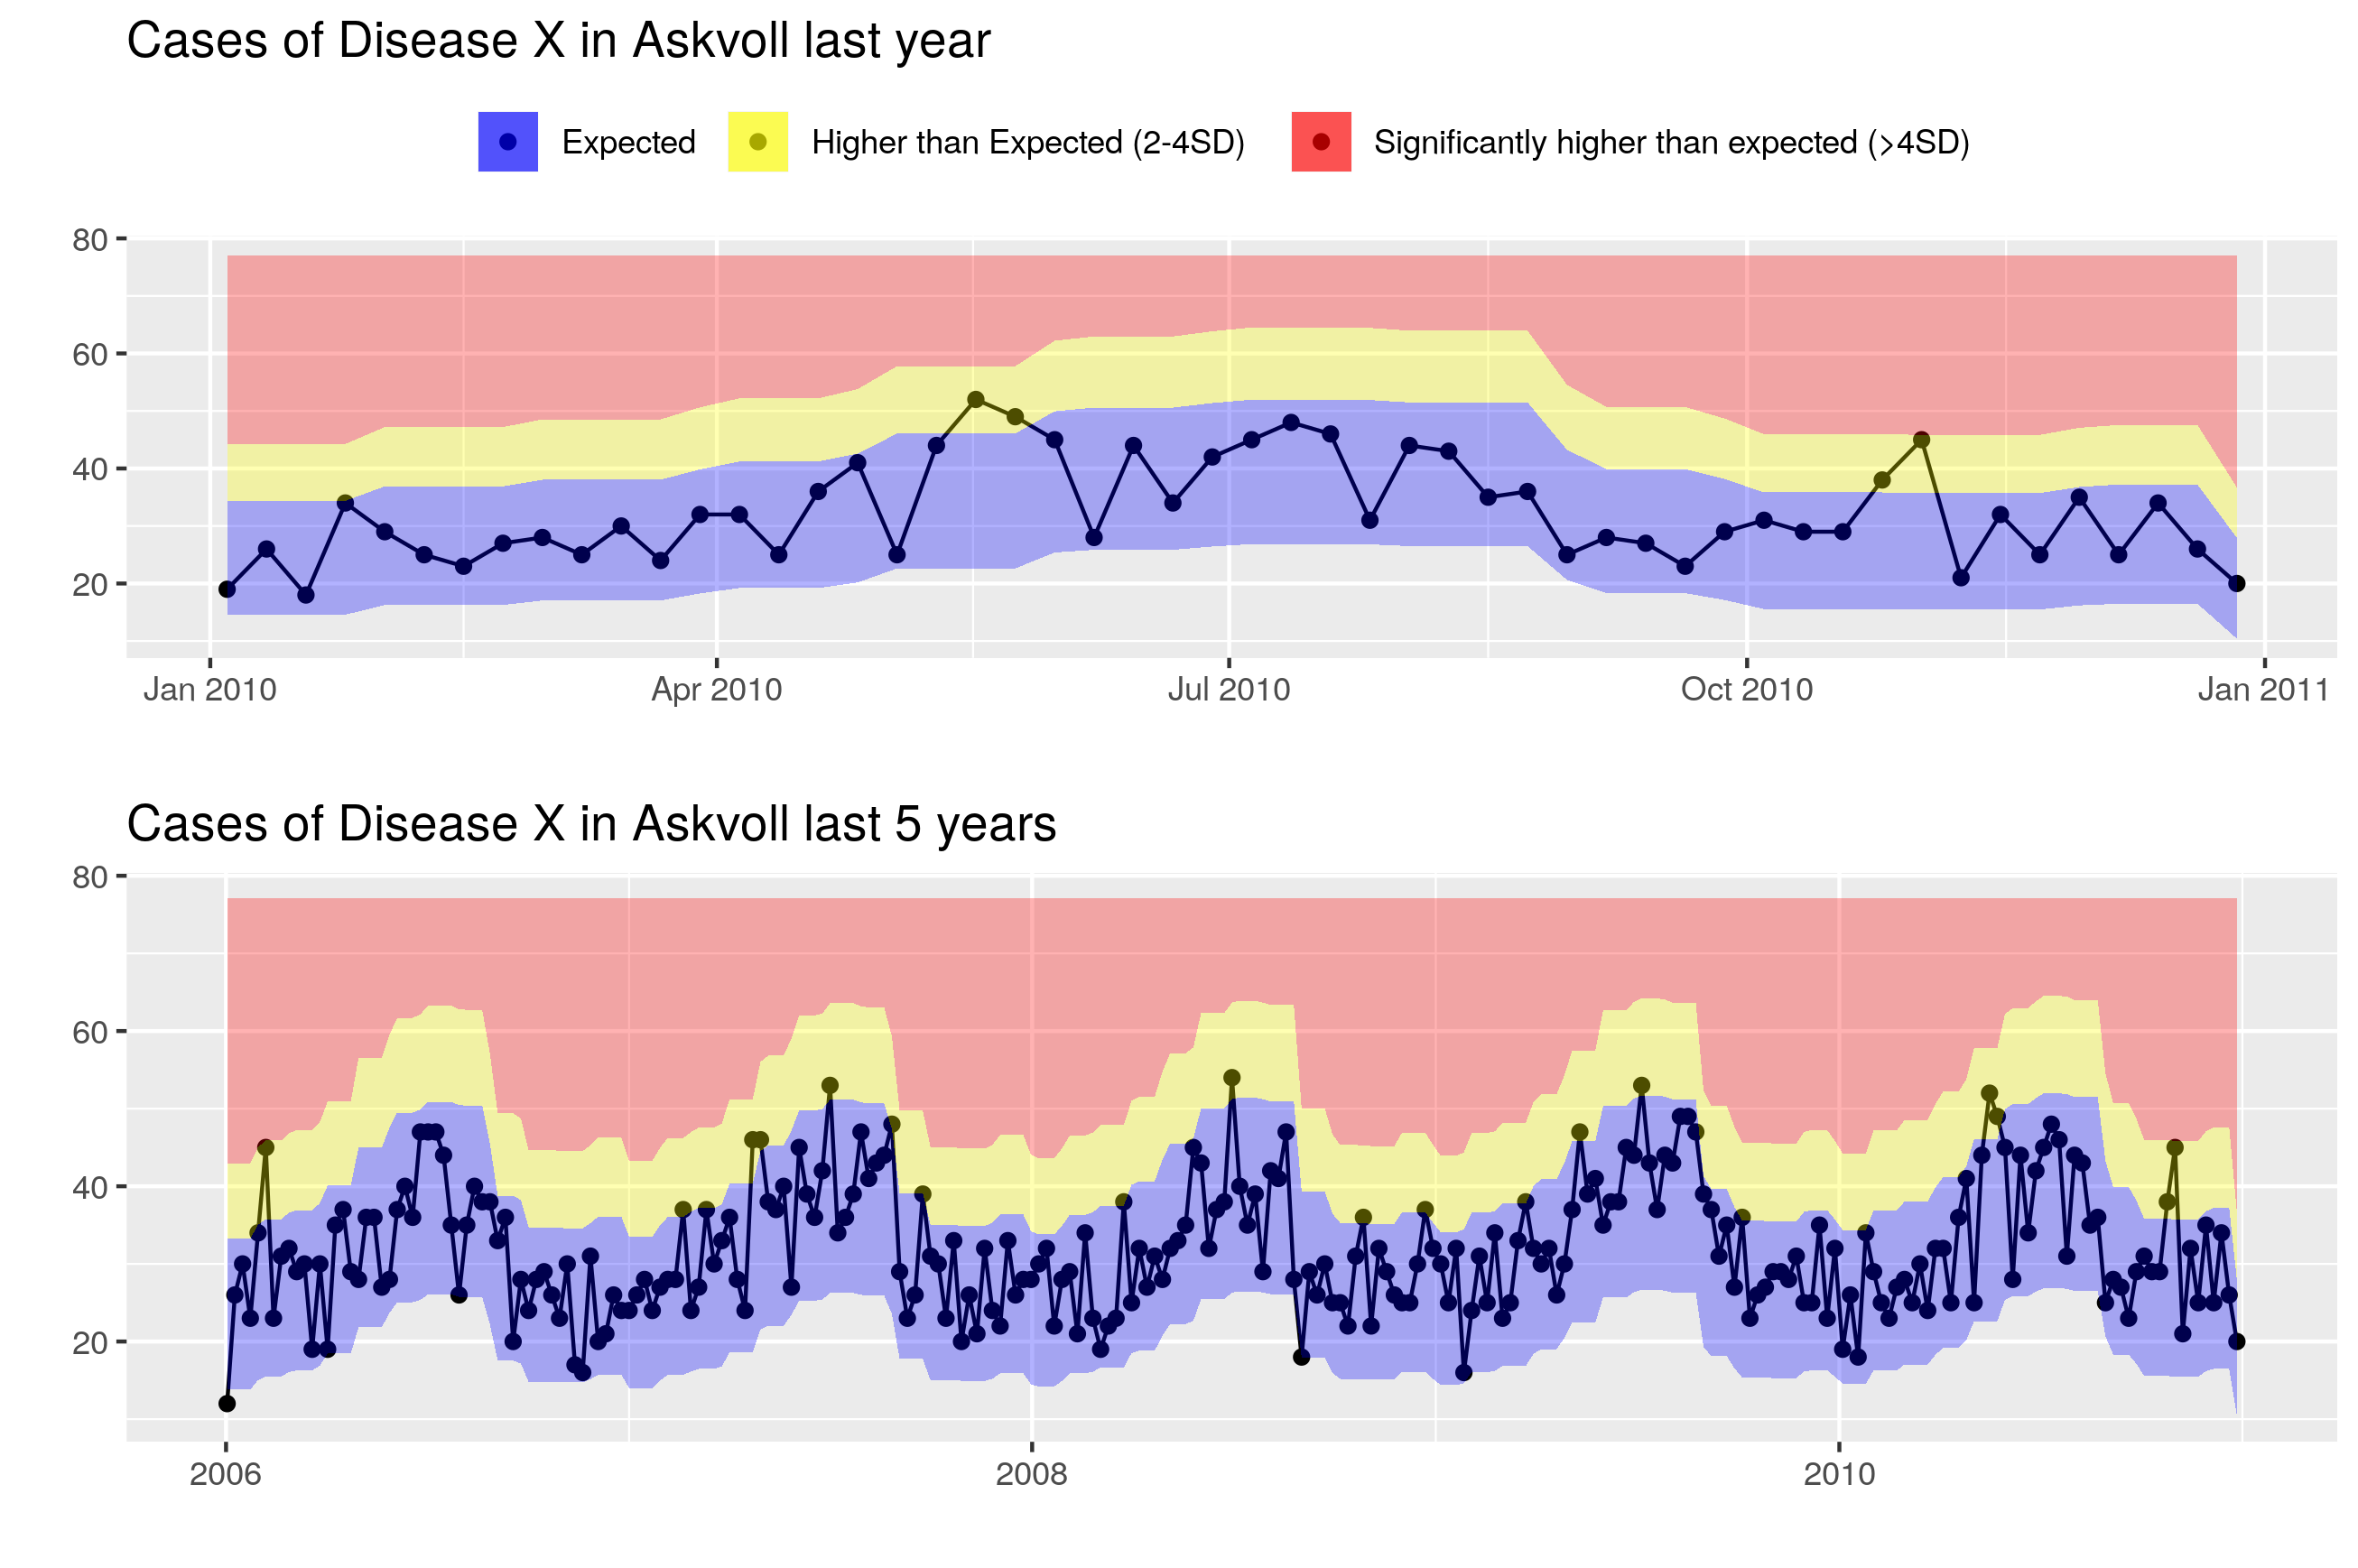 Cases of Disease X in Askvoll last year
Expected Higher than Expected (2-4SD) Significantly higher than expected (>4SD)
80
60
40
20
Jan 2010 Apr 2010 Jul 2010 Oct 2010 Jan 2011
Cases of Disease X in Askvoll last 5 years
80
60
40
20
2006 2008 2010